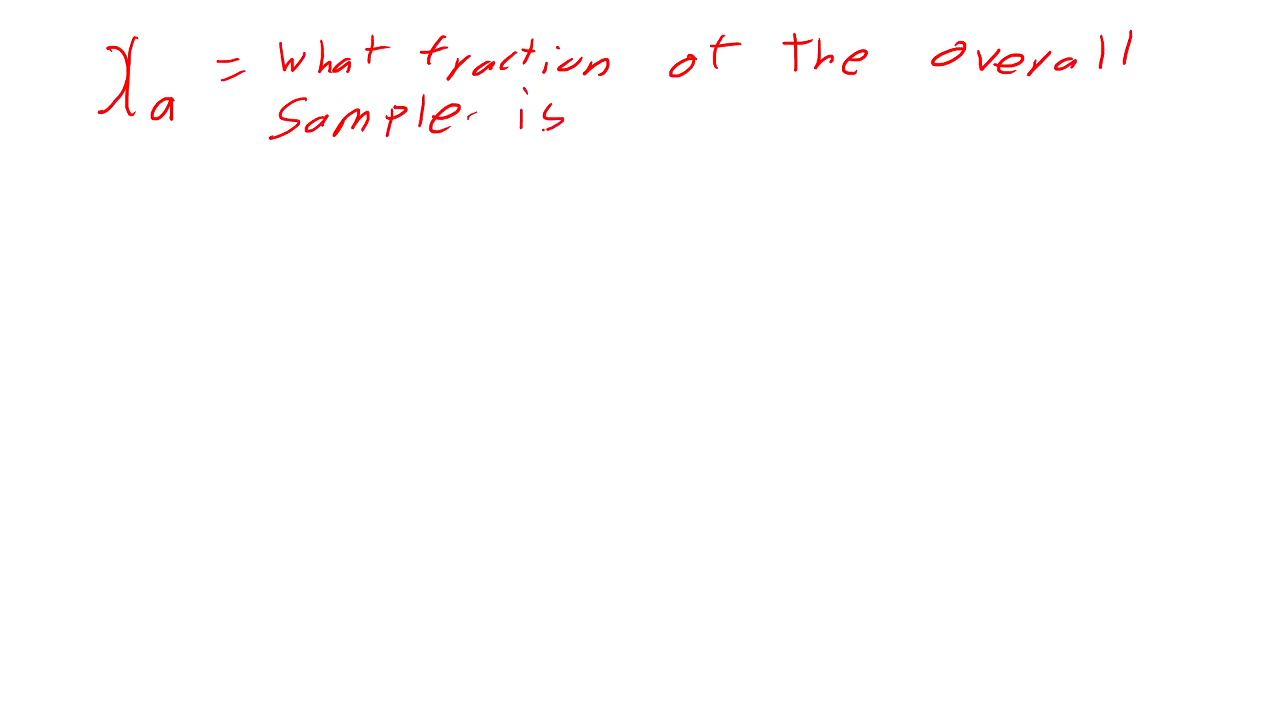 χₐ = what fraction of the overall
sample is